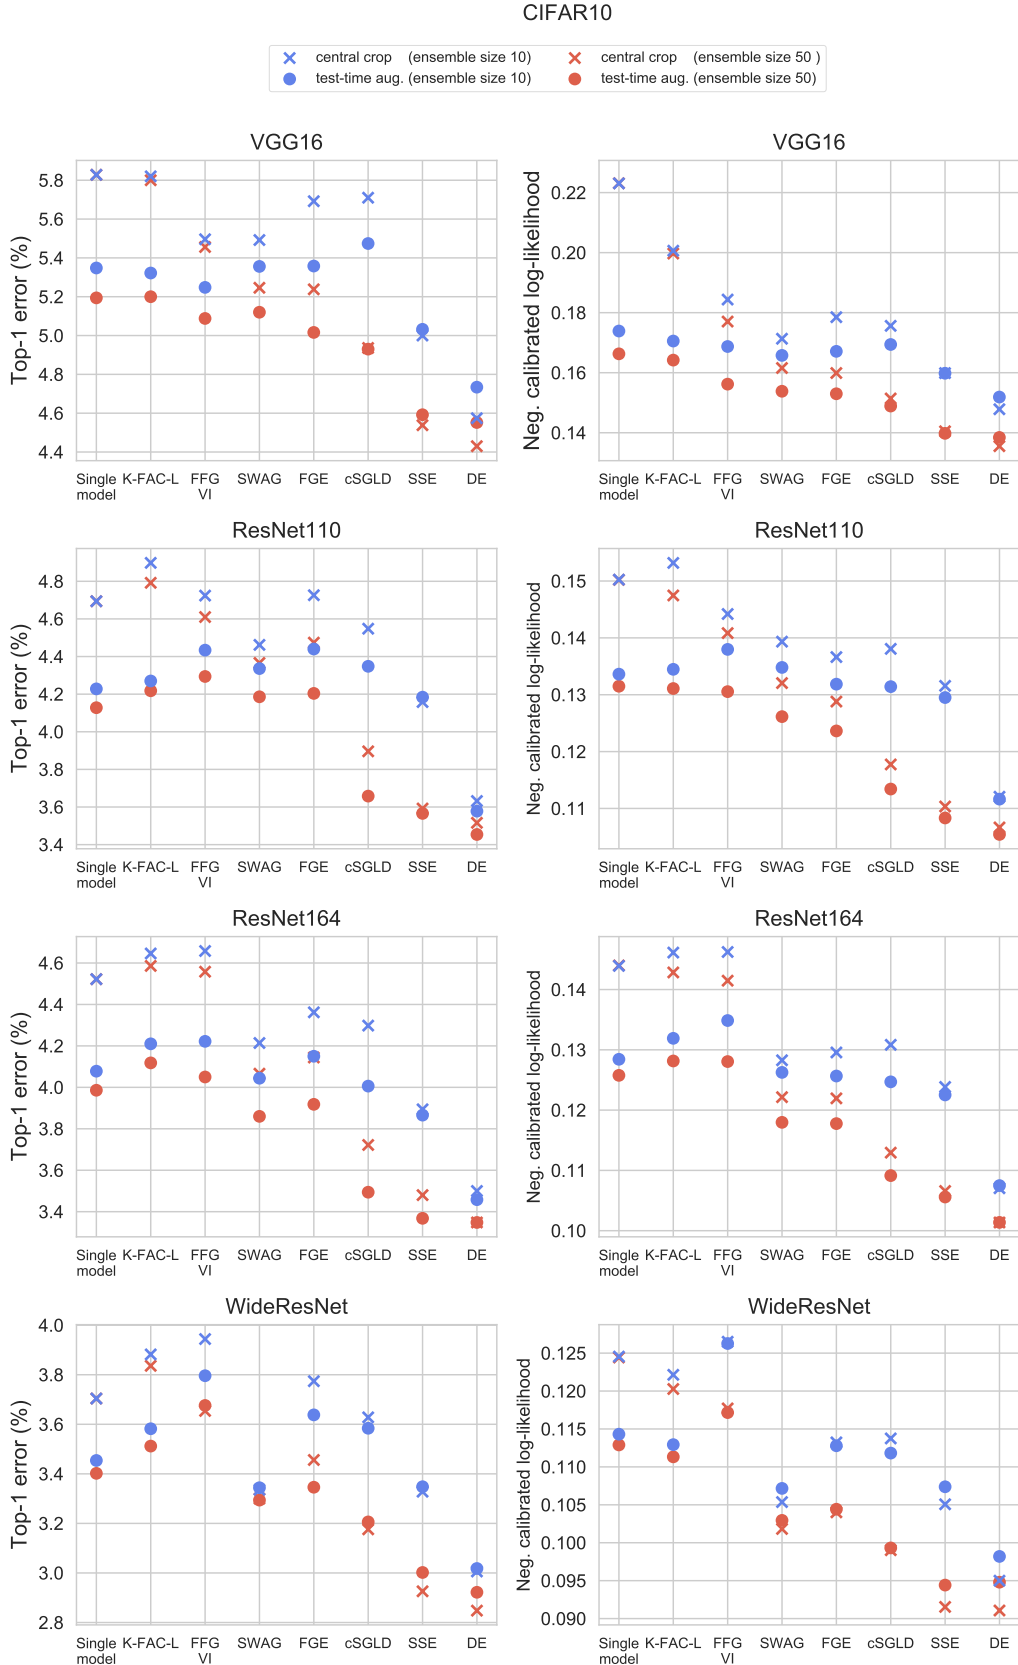 CIFAR10
central crop (ensemble size 10)
central crop (ensemble size 50 )
test-time aug. (ensemble size 10)
test-time aug. (ensemble size 50)
VGG16
Top-1 error (%)
5.8
5.6
5.4
5.2
5.0
4.8
4.6
4.4
Single model K-FAC-L FFG VI SWAG FGE cSGLD SSE DE
VGG16
Neg. calibrated log-likelihood
0.22
0.20
0.18
0.16
0.14
Single model K-FAC-L FFG VI SWAG FGE cSGLD SSE DE
ResNet110
Top-1 error (%)
4.8
4.6
4.4
4.2
4.0
3.8
3.6
3.4
Single model K-FAC-L FFG VI SWAG FGE cSGLD SSE DE
ResNet110
Neg. calibrated log-likelihood
0.15
0.14
0.13
0.12
0.11
Single model K-FAC-L FFG VI SWAG FGE cSGLD SSE DE
ResNet164
Top-1 error (%)
4.6
4.4
4.2
4.0
3.8
3.6
3.4
Single model K-FAC-L FFG VI SWAG FGE cSGLD SSE DE
ResNet164
Neg. calibrated log-likelihood
0.14
0.13
0.12
0.11
0.10
Single model K-FAC-L FFG VI SWAG FGE cSGLD SSE DE
WideResNet
Top-1 error (%)
4.0
3.8
3.6
3.4
3.2
3.0
2.8
Single model K-FAC-L FFG VI SWAG FGE cSGLD SSE DE
WideResNet
Neg. calibrated log-likelihood
0.125
0.120
0.115
0.110
0.105
0.100
0.095
0.090
Single model K-FAC-L FFG VI SWAG FGE cSGLD SSE DE